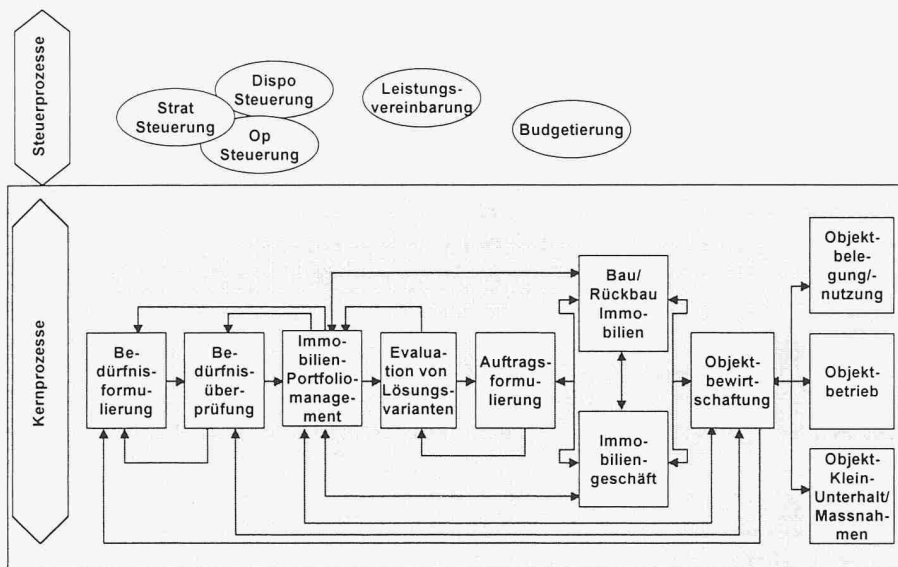 Steuerprozesse
Dispo
Steuerung
Strat
Steuerung
Op
Steuerung
Leistungs-
vereinbarung
Budgetierung
Kernprozesse
Be-
dürfnis-
formu-
lierung
Be-
dürfnis-
über-
prüfung
Immo-
bilien-
Portfolio-
manage-
ment
Evalua-
tion von
Lösungs-
varianten
Auftrags-
formu-
lierung
Bau/
Rückbau
Immo-
bilien
Immo-
bilien-
geschäft
Objekt-
bewirt-
schaftung
Objekt-
bele-
gung/-
nutzung
Objekt-
betrieb
Objekt-
Klein-
Unterhalt/
Massnah-
men